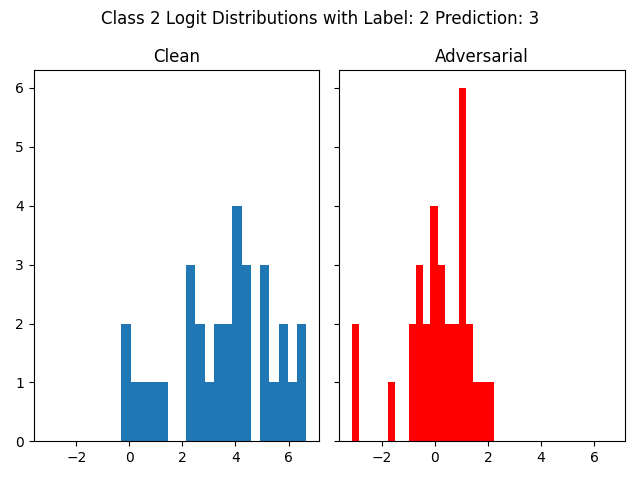 Class 2 Logit Distributions with Label: 2 Prediction: 3
Clean
Adversarial
6
5
4
3
2
1
0
−2 0 2 4 6
−2 0 2 4 6